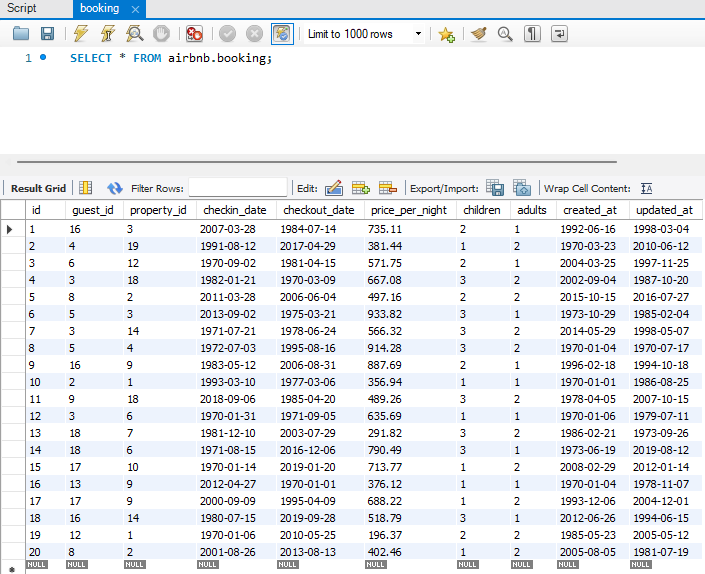 Script booking
Limit to 1000 rows
1 SELECT * FROM airbnb.booking;
Result Grid Filter Rows: Edit: Export/Import: Wrap Cell Content:
id guest_id property_id checkin_date checkout_date price_per_night children adults created_at updated_at
1 16 3 2007-03-28 1984-07-14 735.11 2 1 1992-06-16 1998-03-04
2 4 19 1991-08-12 2017-04-29 381.44 1 2 1970-03-23 2010-06-12
3 6 12 1970-09-02 1981-04-15 571.75 2 1 2004-03-25 1997-11-25
4 3 18 1982-01-21 1970-03-09 667.08 3 2 2002-09-04 1987-10-20
5 8 2 2011-03-28 2006-06-04 497.16 2 2 2015-10-15 2016-07-27
6 5 3 2013-09-02 1975-03-21 933.82 3 1 1973-10-29 1985-02-04
7 3 14 1971-07-21 1978-06-24 566.32 3 2 2014-05-29 1998-05-07
8 5 4 1972-07-03 1995-08-16 914.28 3 2 1970-01-04 1970-07-17
9 16 9 1983-05-12 2006-08-31 887.69 2 1 1996-02-18 1994-10-18
10 2 1 1993-03-10 1977-03-06 356.94 1 1 1970-01-01 1986-08-25
11 9 18 2018-09-06 1985-04-20 489.26 3 2 1978-04-05 2007-10-15
12 3 6 1970-01-31 1971-09-05 635.69 1 1 1970-01-06 1979-07-11
13 18 7 1981-12-10 2003-07-29 291.82 3 2 1986-02-21 1973-09-26
14 18 6 1971-08-15 2016-12-06 790.49 3 1 1973-06-19 2019-08-12
15 17 10 1970-01-14 2019-01-20 713.77 1 2 2008-02-29 2012-01-14
16 13 9 2012-04-27 1970-01-01 376.12 1 1 1970-01-04 1978-11-07
17 17 9 2000-09-09 1995-04-09 688.22 1 2 1993-12-06 2004-12-01
18 16 14 1980-07-15 2019-09-28 518.79 3 1 2012-06-26 1994-06-15
19 12 1 1970-01-06 2010-05-25 196.37 2 2 1985-05-23 2005-05-12
20 8 2 2001-08-26 2013-08-13 402.46 1 2 2005-08-05 1981-07-19
NULL NULL NULL NULL NULL NULL NULL NULL NULL NULL